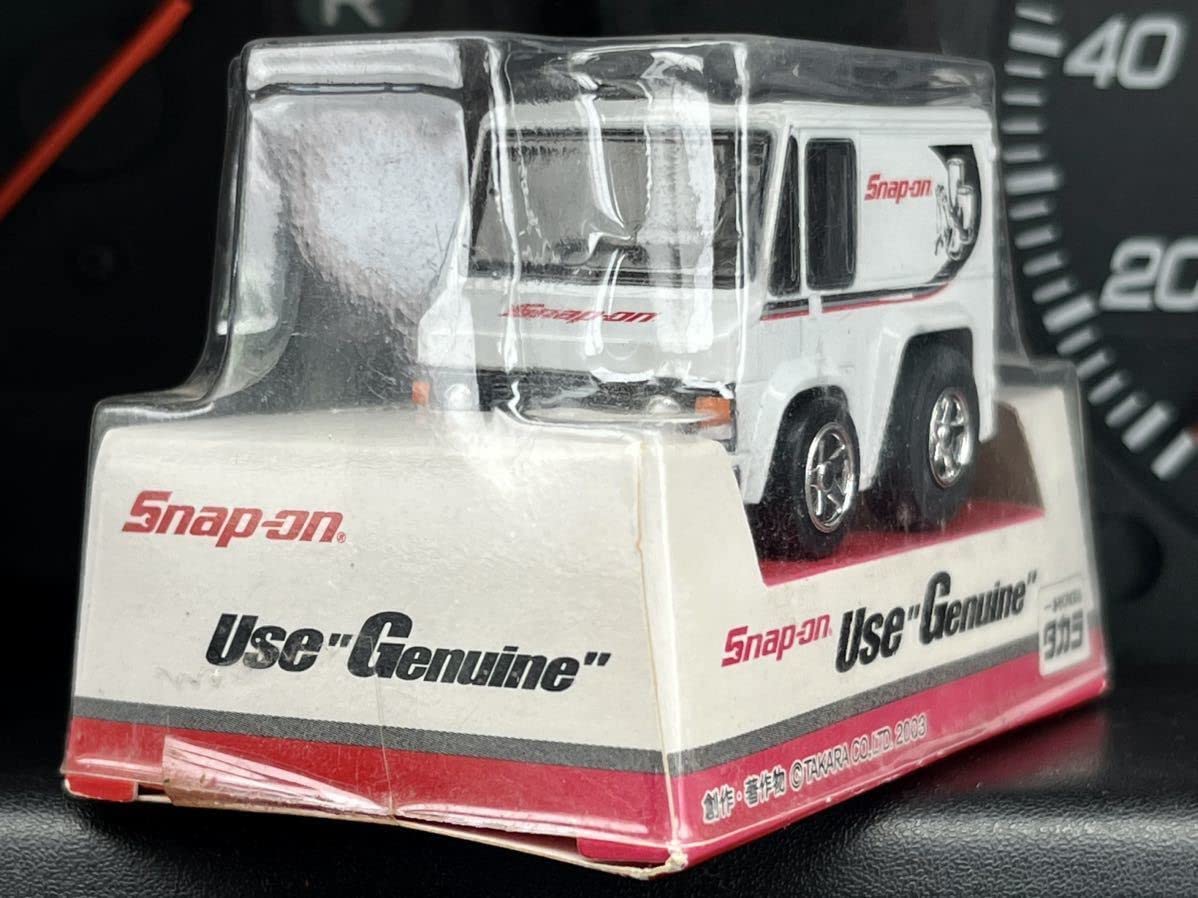 R
40
20
Snap-on
Snap-on
Snap-on®
Use "Genuine"
Snap-on Use "Genuine"
タカラ
創作・著作物 ©TAKARA CO.,LTD. 2003